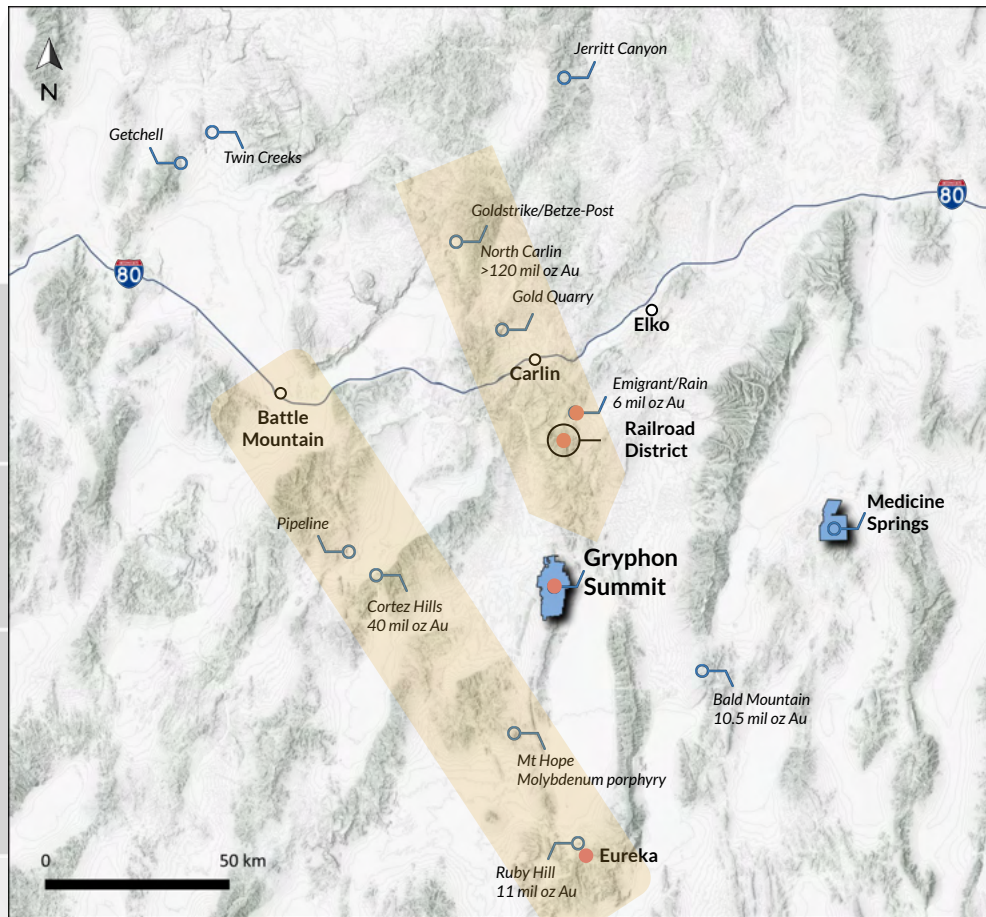 Jerritt Canyon
N
Getchell
Twin Creeks
80
Goldstrike/Betze-Post
North Carlin
>120 mil oz Au
80
Gold Quarry
Elko
Carlin
Emigrant/Rain
6 mil oz Au
Battle
Mountain
Railroad
District
Medicine
Springs
Pipeline
Gryphon
Summit
Cortez Hills
40 mil oz Au
Bald Mountain
10.5 mil oz Au
Mt Hope
Molybdenum porphyry
0
50 km
Eureka
Ruby Hill
11 mil oz Au